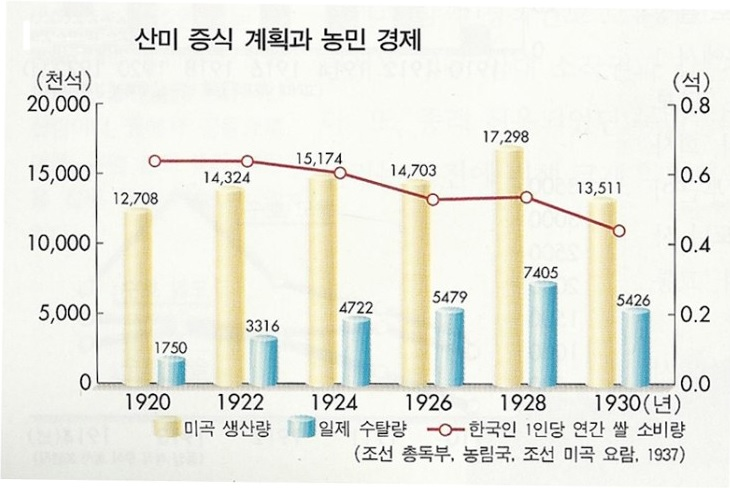 산미 증식 계획과 농민 경제
(천석) (석)
20,000 0.8
17,298
15,174
15,000 14,324 14,703 0.6
12,708 13,511
10,000 0.4
7405
5,000 3316 4722 5479 5426 0.2
1750
0 0.0
1920 1922 1924 1926 1928 1930(년)
미곡 생산량 일제 수탈량 한국인 1인당 연간 쌀 소비량
(조선 총독부, 농림국, 조선 미곡 요람, 1937)